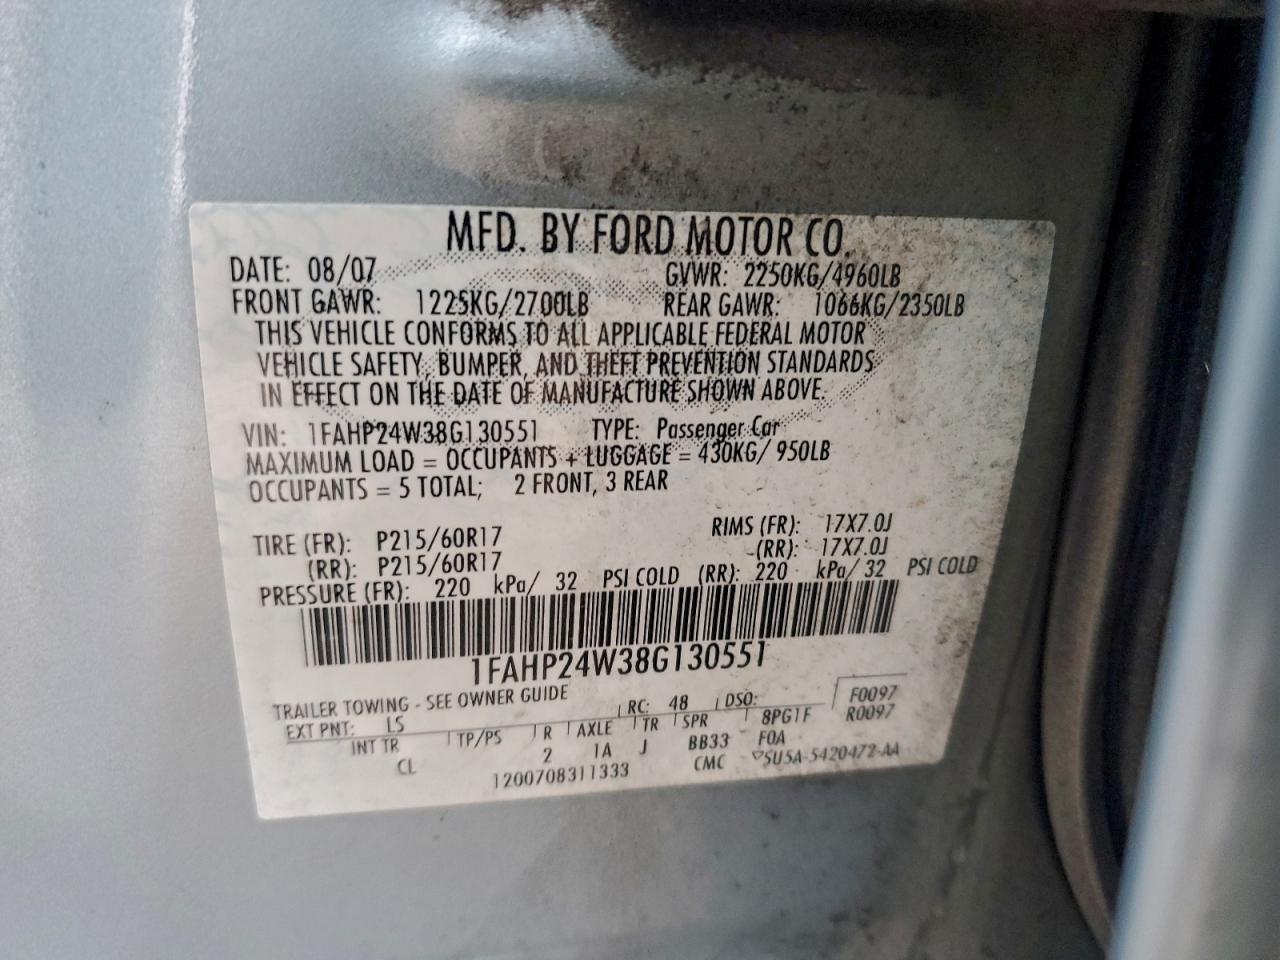 MFD. BY FORD MOTOR CO.
DATE: 08/07 GVWR: 2250KG/4960LB
FRONT GAWR: 1225KG/2700LB REAR GAWR: 1066KG/2350LB
THIS VEHICLE CONFORMS TO ALL APPLICABLE FEDERAL MOTOR
VEHICLE SAFETY, BUMPER, AND THEFT PREVENTION STANDARDS
IN EFFECT ON THE DATE OF MANUFACTURE SHOWN ABOVE.
VIN: 1FAHP24W38G130551 TYPE: Passenger Car
MAXIMUM LOAD = OCCUPANTS + LUGGAGE = 430KG/ 950LB
OCCUPANTS = 5 TOTAL; 2 FRONT, 3 REAR
TIRE (FR): P215/60R17 RIMS (FR): 17X7.0J
(RR): P215/60R17 (RR): 17X7.0J
PRESSURE (FR): 220 kPa/ 32 PSI COLD (RR): 220 kPa/ 32 PSI COLD
1FAHP24W38G130551
TRAILER TOWING - SEE OWNER GUIDE RC: 48 DSO: F0097
EXT PNT: LS R AXLE TR SPR 8PG1F R0097
INT TR TP/PS 2 1A J BB33 F0A
CL 1200708311333 CMC 5U5A-5420472-AA